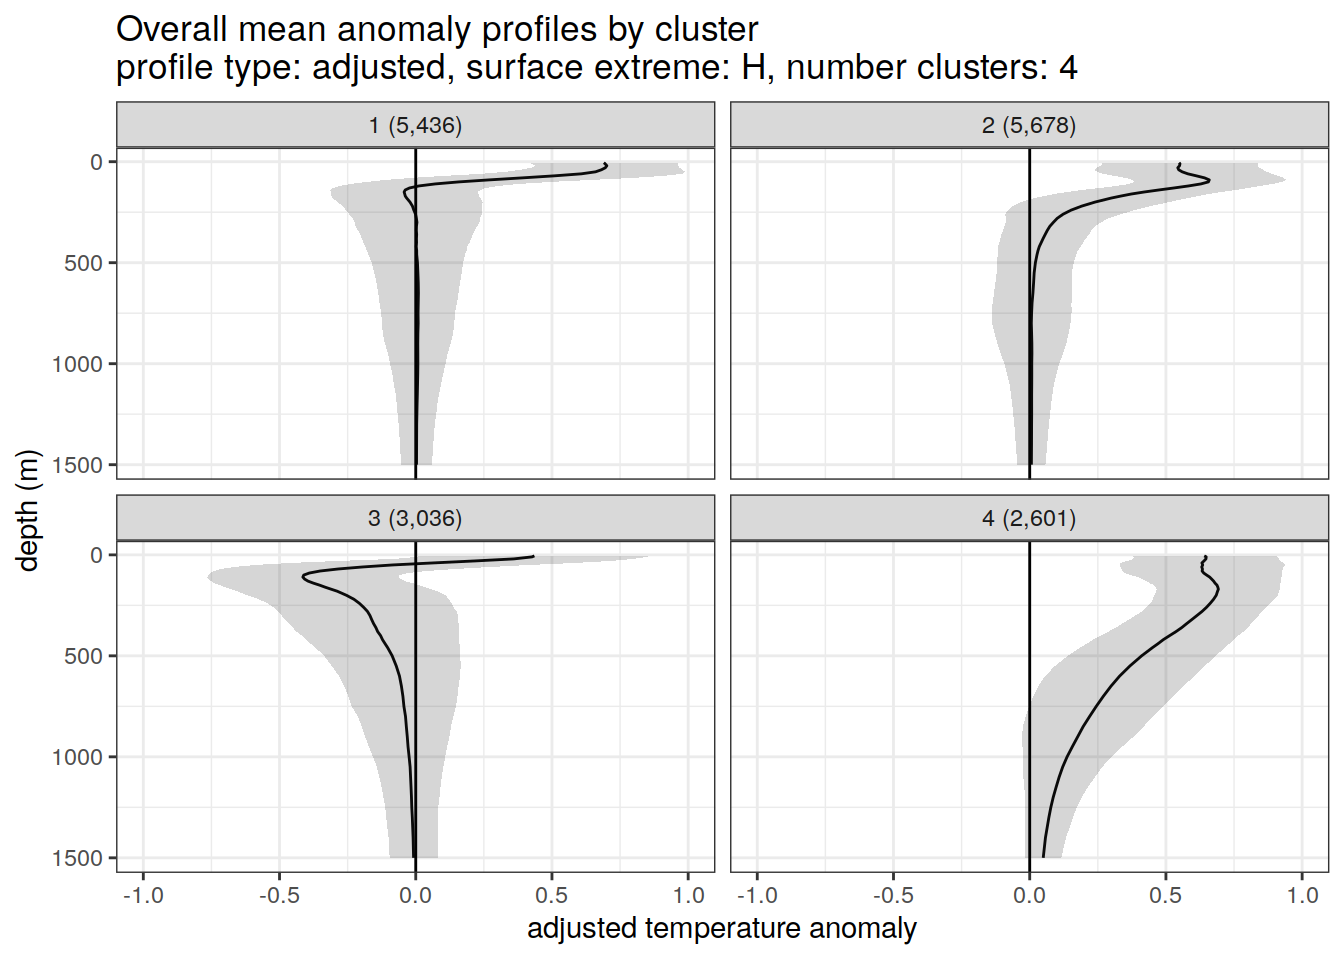 Overall mean anomaly profiles by cluster
profile type: adjusted, surface extreme: H, number clusters: 4
1 (5,436)
2 (5,678)
0
500
1000
1500
depth (m)
3 (3,036)
4 (2,601)
0
500
1000
1500
-1.0 -0.5 0.0 0.5 1.0 -1.0 -0.5 0.0 0.5 1.0
adjusted temperature anomaly